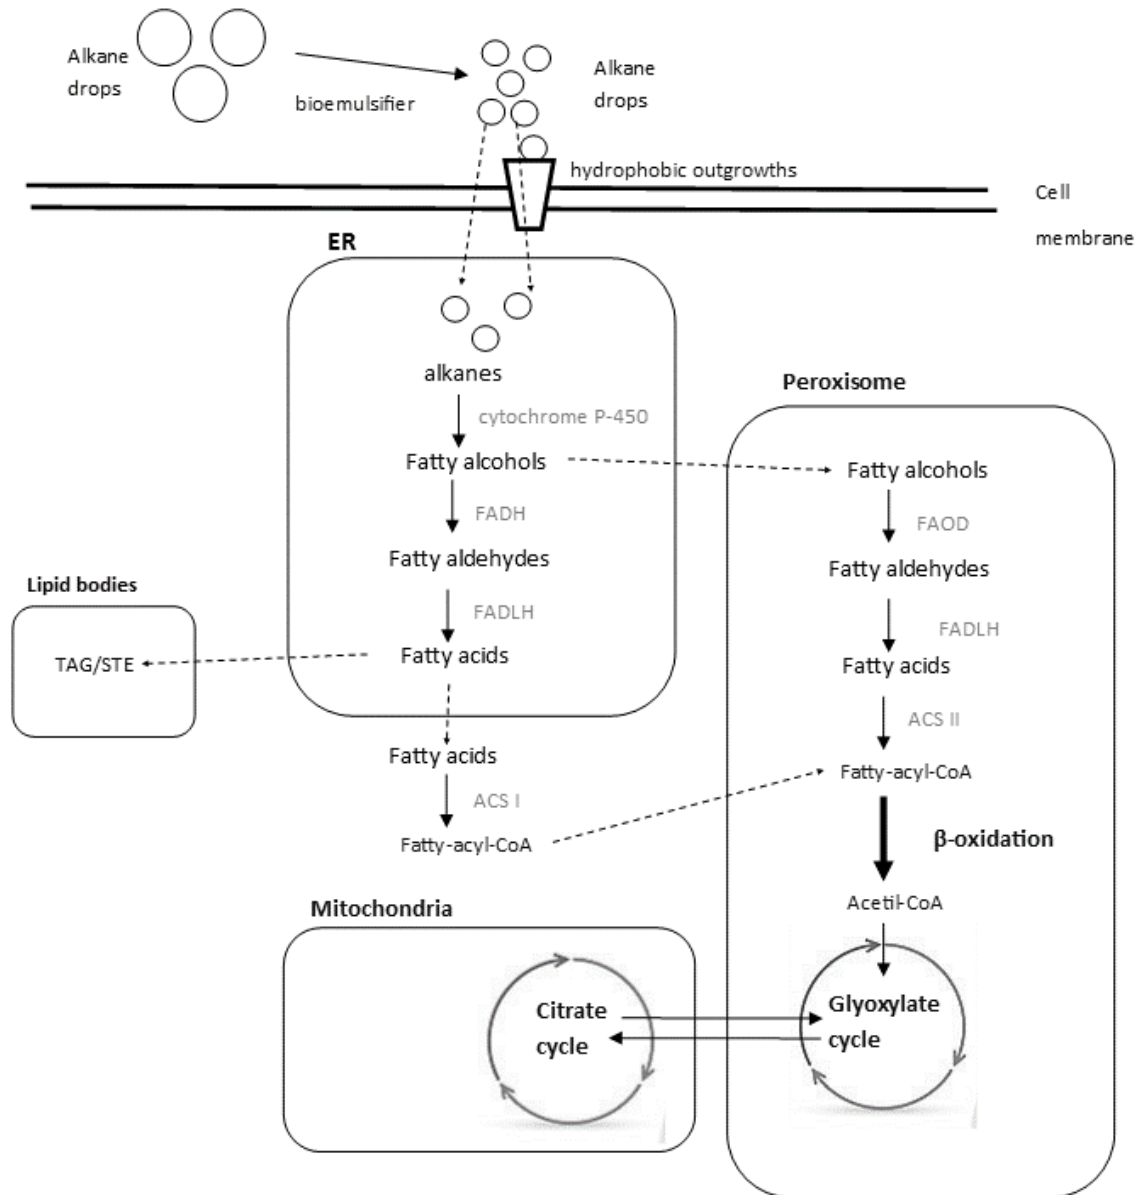 Alkane
drops
bioemulsifier
Alkane
drops
hydrophobic outgrowths
Cell
membrane
ER
alkanes
cytochrome P-450
Fatty alcohols
FADH
Fatty aldehydes
FADLH
Fatty acids
Lipid bodies
TAG/STE
Fatty acids
ACS I
Fatty-acyl-CoA
Peroxisome
Fatty alcohols
FAOD
Fatty aldehydes
FADLH
Fatty acids
ACS II
Fatty-acyl-CoA
β-oxidation
Acetil-CoA
Glyoxylate
cycle
Mitochondria
Citrate
cycle